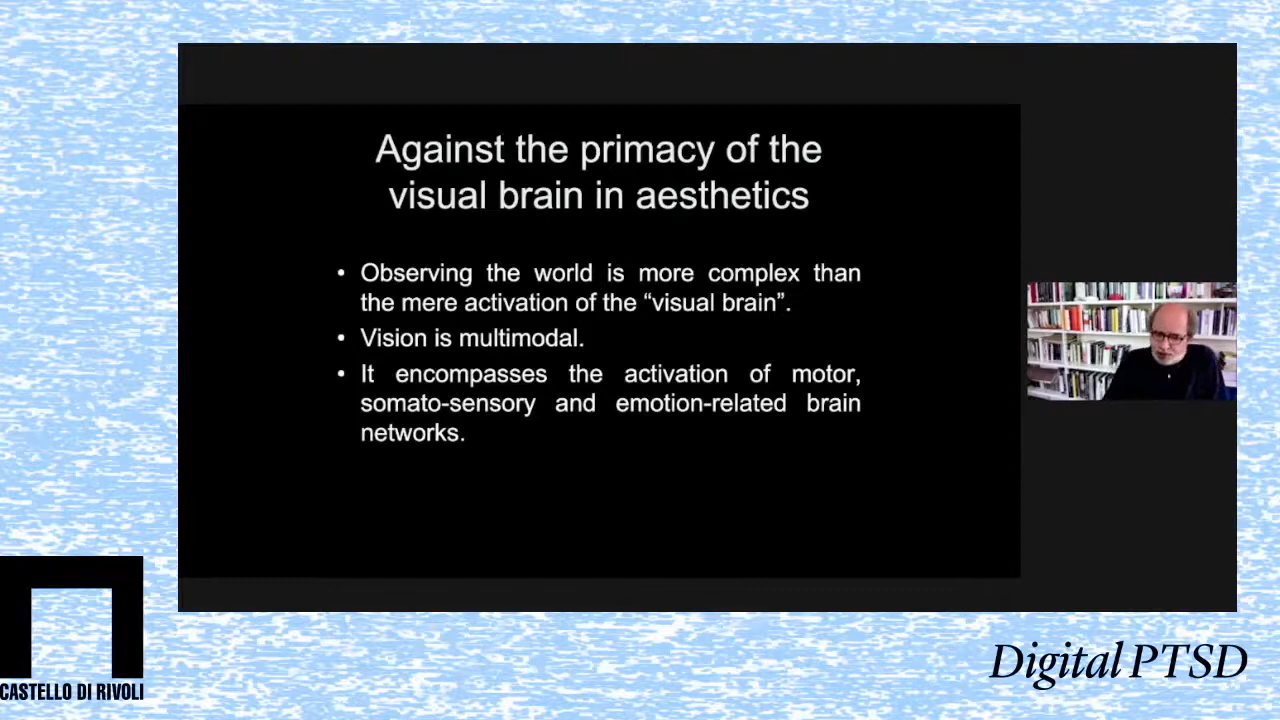 Against the primacy of the
visual brain in aesthetics
• Observing the world is more complex than
the mere activation of the “visual brain”.
• Vision is multimodal.
• It encompasses the activation of motor,
somato-sensory and emotion-related brain
networks.
CASTELLO DI RIVOLI
Digital PTSD